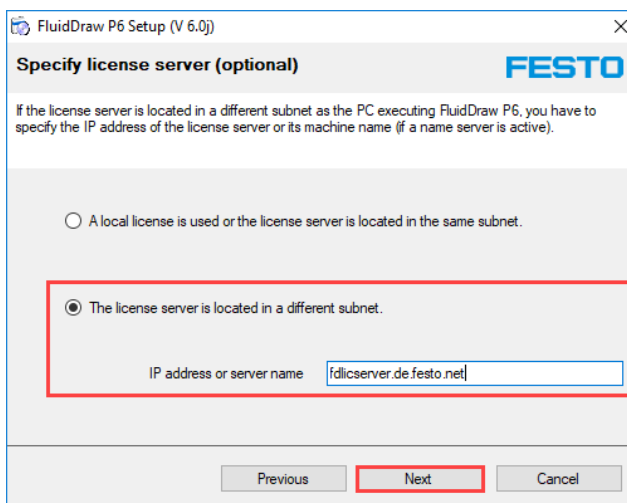 FluidDraw P6 Setup (V 6.0j)
Specify license server (optional)
FESTO
If the license server is located in a different subnet as the PC executing FluidDraw P6, you have to
specify the IP address of the license server or its machine name (if a name server is active).
A local license is used or the license server is located in the same subnet.
The license server is located in a different subnet.
IP address or server name
fdlicserver.de.festo.net
Previous
Next
Cancel